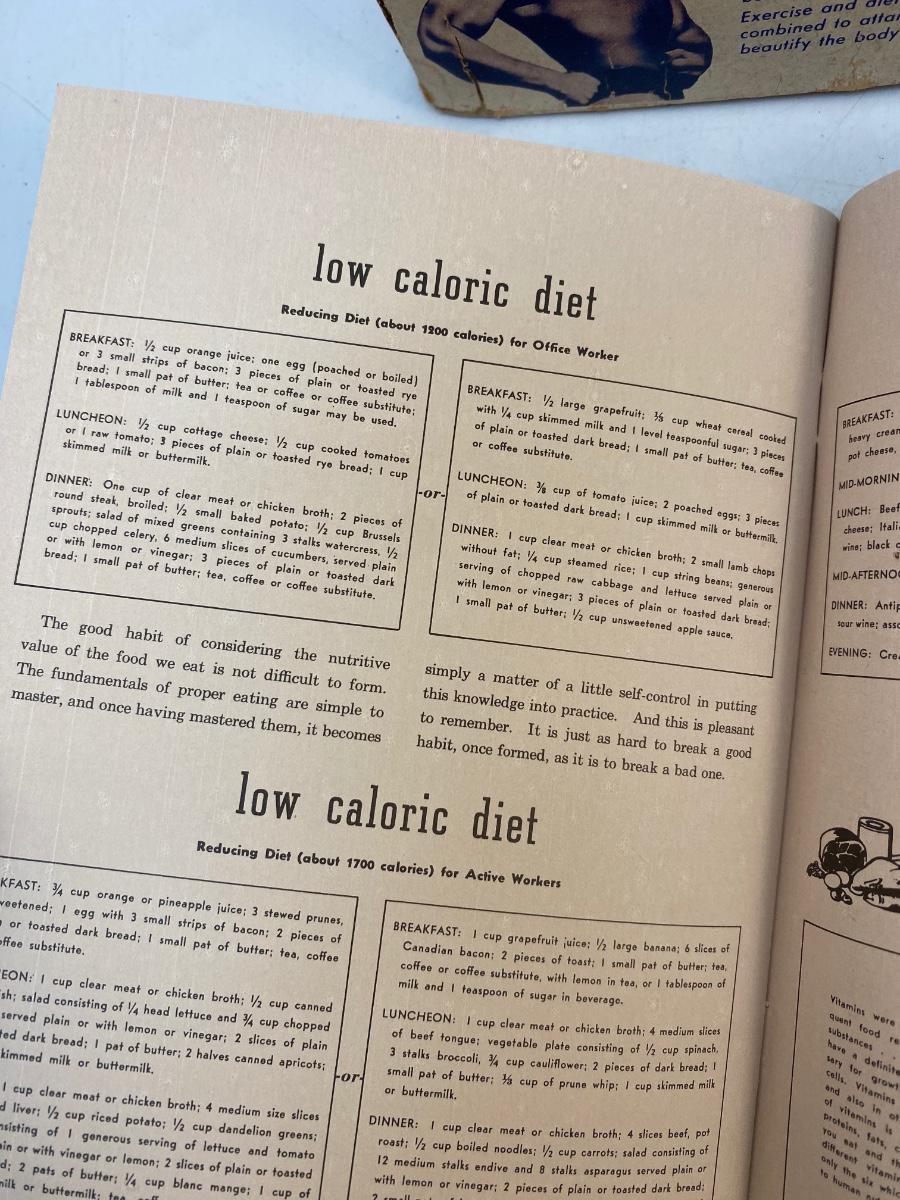 Exercise and
combined to
beautify the body
low caloric diet
Reducing Diet (about 1200 calories) for Office Worker
BREAKFAST: ½ cup orange juice; one egg (poached or boiled)
or 3 small strips of bacon; 3 pieces of plain or toasted rye
bread; 1 small pat of butter; tea or coffee or coffee substitute;
1 tablespoon of milk and 1 teaspoon of sugar may be used.
LUNCHEON: ½ cup cottage cheese; ½ cup cooked tomatoes
or 1 raw tomato; 3 pieces of plain or toasted rye bread; 1 cup
skimmed milk or buttermilk.
DINNER: One cup of clear meat or chicken broth; 2 pieces of
round steak, broiled; ½ small baked potato; ½ cup Brussels
sprouts; salad of mixed greens containing 3 stalks watercress, ½
cup chopped celery, 6 medium slices of cucumbers, served plain
or with lemon or vinegar; 3 pieces of plain or toasted dark
bread; 1 small pat of butter; tea, coffee or coffee substitute.
-or-
BREAKFAST: ½ large grapefruit; ⅜ cup wheat cereal cooked
with ¼ cup skimmed milk and 1 level teaspoonful sugar; 3 pieces
of plain or toasted dark bread; 1 small pat of butter; tea, coffee
or coffee substitute.
LUNCHEON: ⅜ cup of tomato juice; 2 poached eggs; 3 pieces
of plain or toasted dark bread; 1 cup skimmed milk or buttermilk.
DINNER: 1 cup clear meat or chicken broth; 2 small lamb chops
without fat; ¼ cup steamed rice; 1 cup string beans; generous
serving of chopped raw cabbage and lettuce served plain or
with lemon or vinegar; 3 pieces of plain or toasted dark bread;
1 small pat of butter; ½ cup unsweetened apple sauce.
The good habit of considering the nutritive
value of the food we eat is not difficult to form.
The fundamentals of proper eating are simple to
master, and once having mastered them, it becomes
simply a matter of a little self-control in putting
this knowledge into practice. And this is pleasant
to remember. It is just as hard to break a good
habit, once formed, as it is to break a bad one.
low caloric diet
Reducing Diet (about 1700 calories) for Active Workers
KFAST: ¾ cup orange or pineapple juice; 3 stewed prunes,
weetened; 1 egg with 3 small strips of bacon; 2 pieces of
or toasted dark bread; 1 small pat of butter; tea, coffee
offee substitute.
EON: 1 cup clear meat or chicken broth; ½ cup canned
sh; salad consisting of ¼ head lettuce and ¾ cup chopped
served plain or with lemon or vinegar; 2 slices of plain
ted dark bread; 1 pat of butter; 2 halves canned apricots;
kimmed milk or buttermilk.
1 cup clear meat or chicken broth; 4 medium size slices
d liver; ½ cup riced potato; ½ cup dandelion greens;
nsisting of 1 generous serving of lettuce and tomato
ain or with vinegar or lemon; 2 slices of plain or toasted
d; 2 pats of butter; ¼ cup blanc mange; 1 cup of
milk or buttermilk; tea
-or-
BREAKFAST: 1 cup grapefruit juice; ½ large banana; 6 slices of
Canadian bacon; 2 pieces of toast; 1 small pat of butter; tea,
coffee or coffee substitute, with lemon in tea, or 1 tablespoon of
milk and 1 teaspoon of sugar in beverage.
LUNCHEON: 1 cup clear meat or chicken broth; 4 medium slices
of beef tongue; vegetable plate consisting of ½ cup spinach,
3 stalks broccoli, ¾ cup cauliflower; 2 pieces of dark bread; 1
small pat of butter; ⅜ cup of prune whip; 1 cup skimmed milk
or buttermilk.
DINNER: 1 cup clear meat or chicken broth; 4 slices beef, pot
roast; ½ cup boiled noodles; ½ cup carrots; salad consisting of
12 medium stalks endive and 8 stalks asparagus served plain or
with lemon or vinegar; 2 pieces of plain or toasted dark bread;
BREAKFAST:
heavy cream
pot cheese,
MID-MORNIN
LUNCH: Beef
cheese; Itali
wine; black
MID-AFTERNOO
DINNER: Antip
sour wine; asso
EVENING: Cre
Vitamins were
quent food
substances
have a definite
sary for growt
cells. Vitamins
and also in
of vitamins is
proteins, fats,
you eat and the
different vitamin
only the six whic
to human